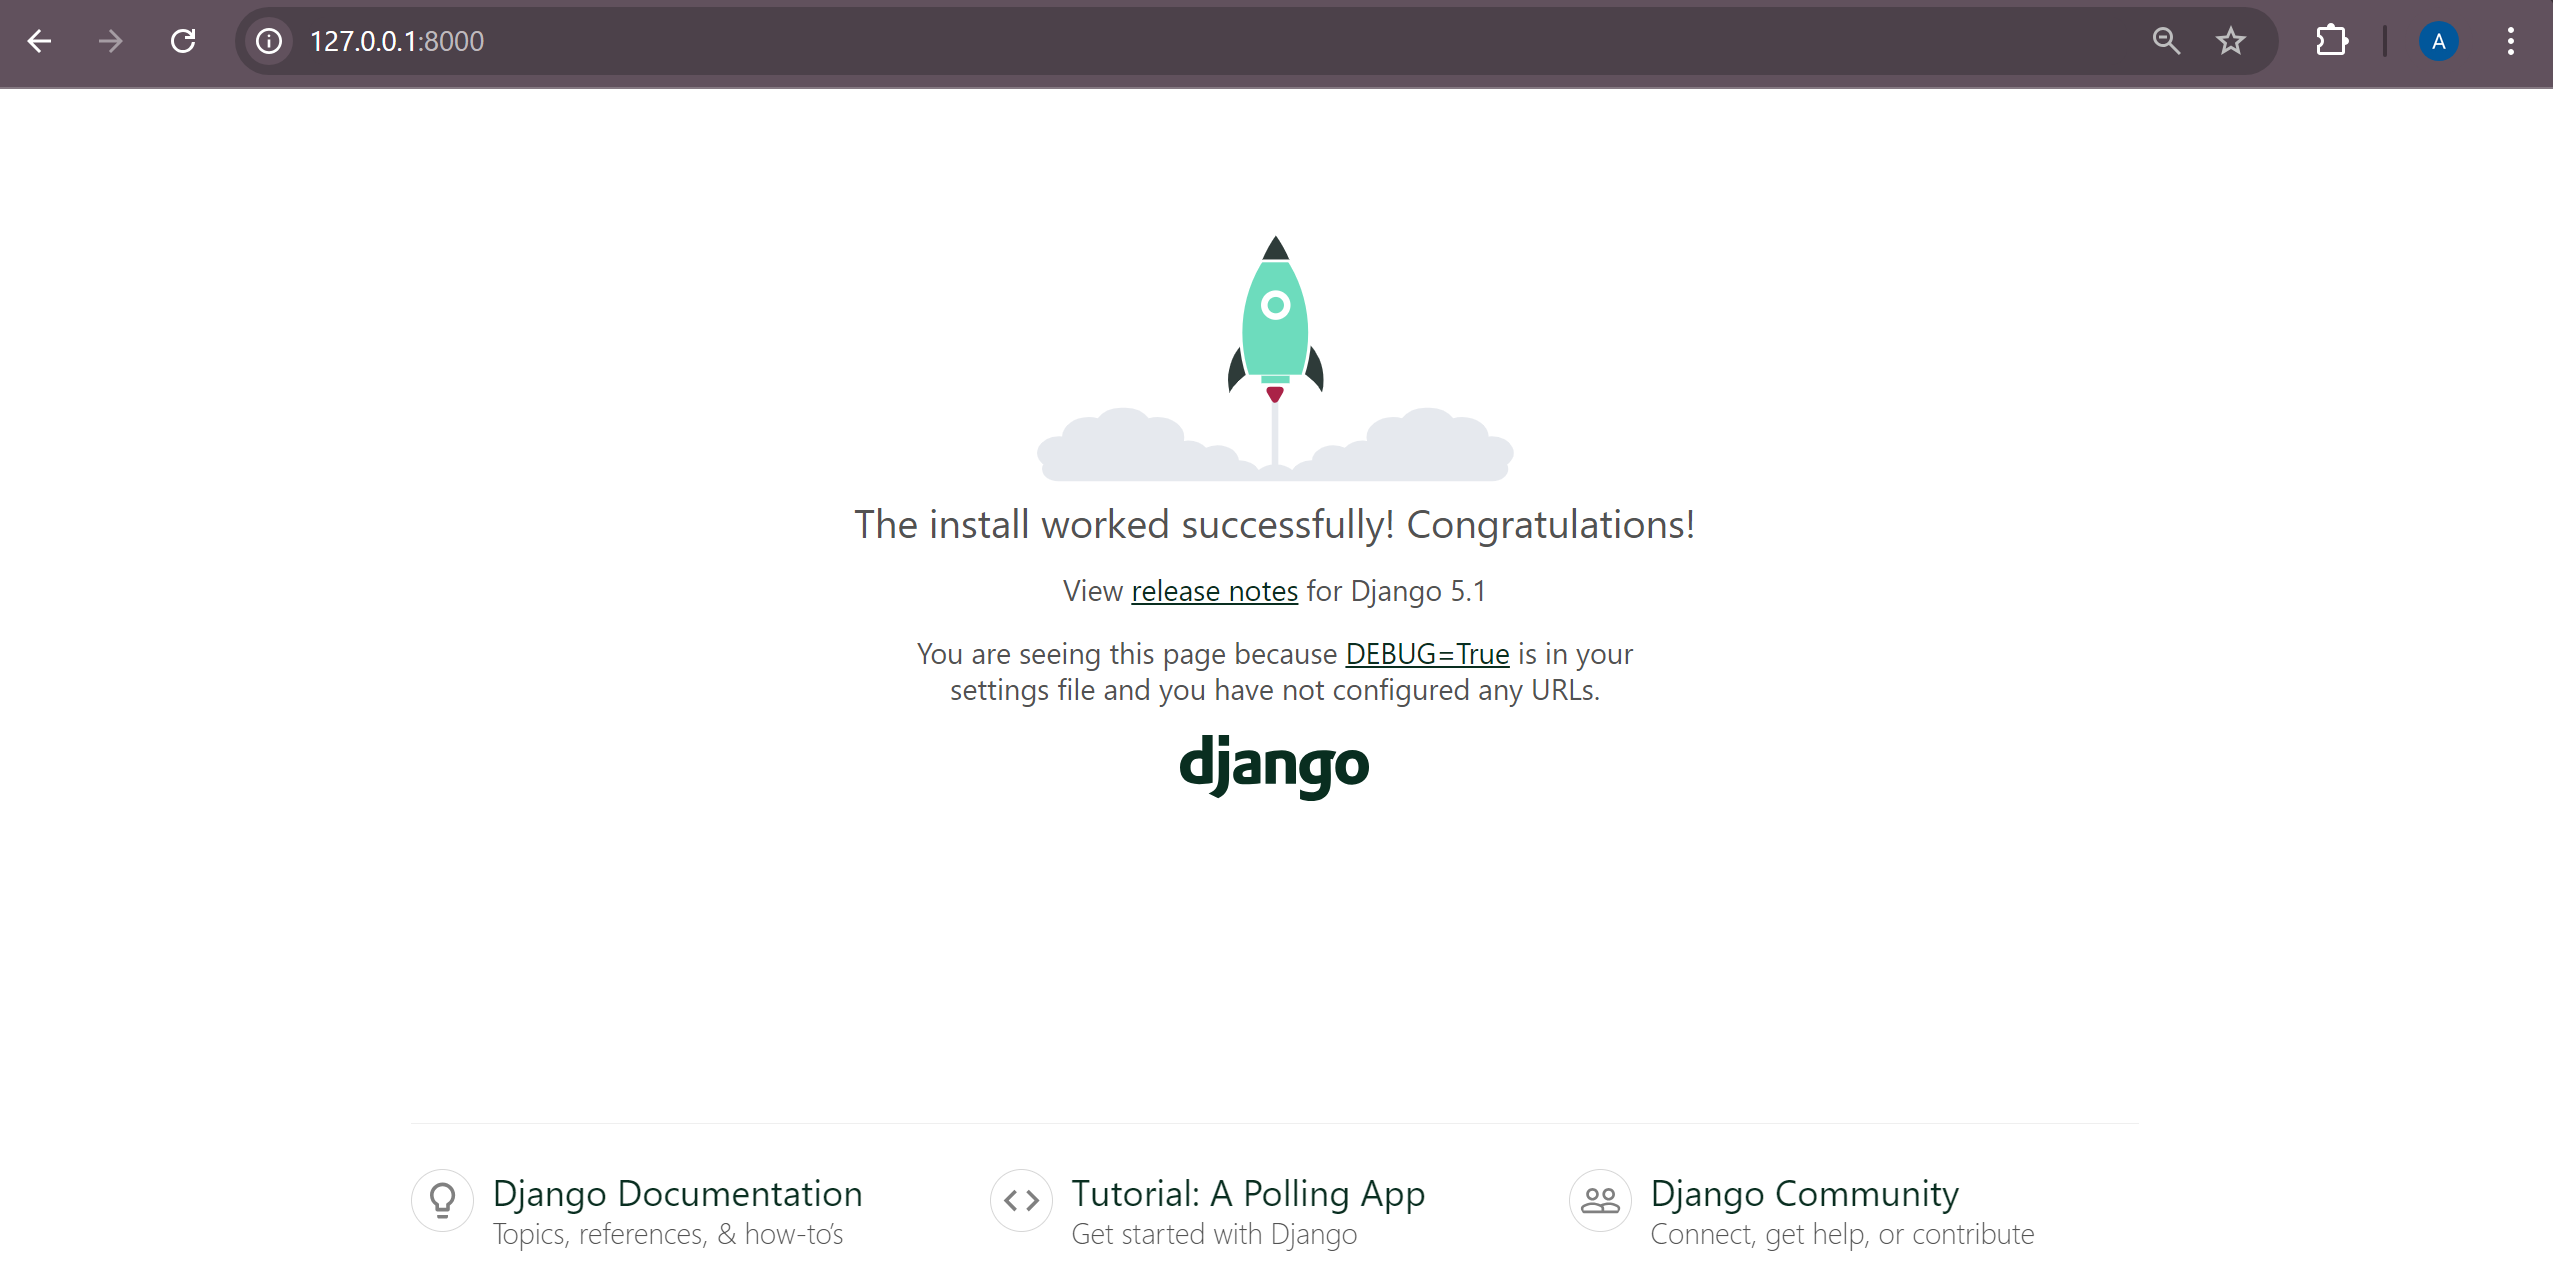 127.0.0.1:8000
A
The install worked successfully! Congratulations!
View release notes for Django 5.1
You are seeing this page because DEBUG=True is in your
settings file and you have not configured any URLs.
django
Django Documentation
Topics, references, & how-to’s
Tutorial: A Polling App
Get started with Django
Django Community
Connect, get help, or contribute